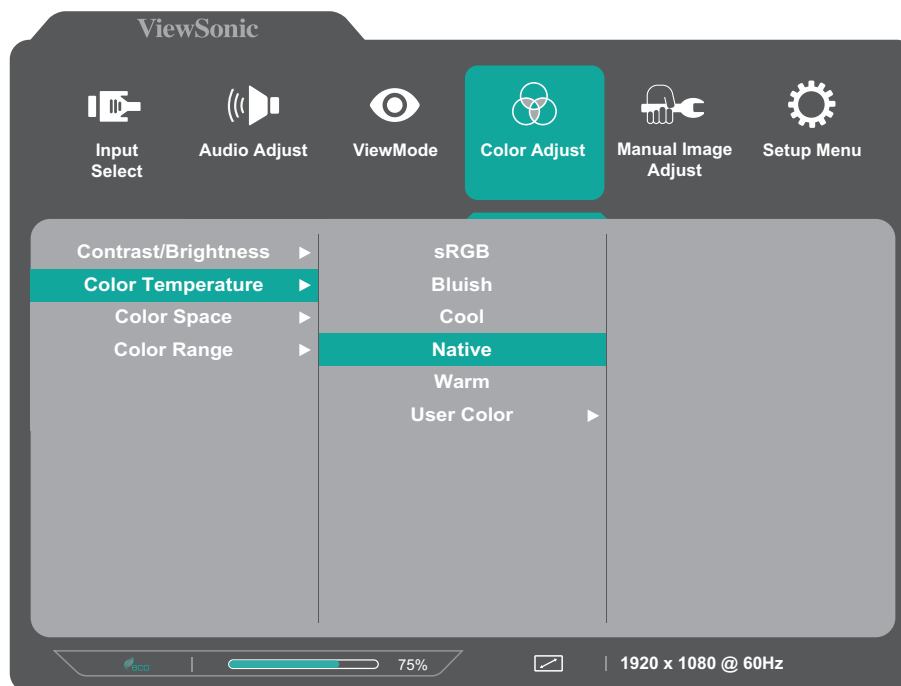 ViewSonic
Input
Select
Audio Adjust
ViewMode
Color Adjust
Manual Image
Adjust
Setup Menu
Contrast/Brightness
Color Temperature
Color Space
Color Range
sRGB
Bluish
Cool
Native
Warm
User Color
eco
75%
1920 x 1080 @ 60Hz